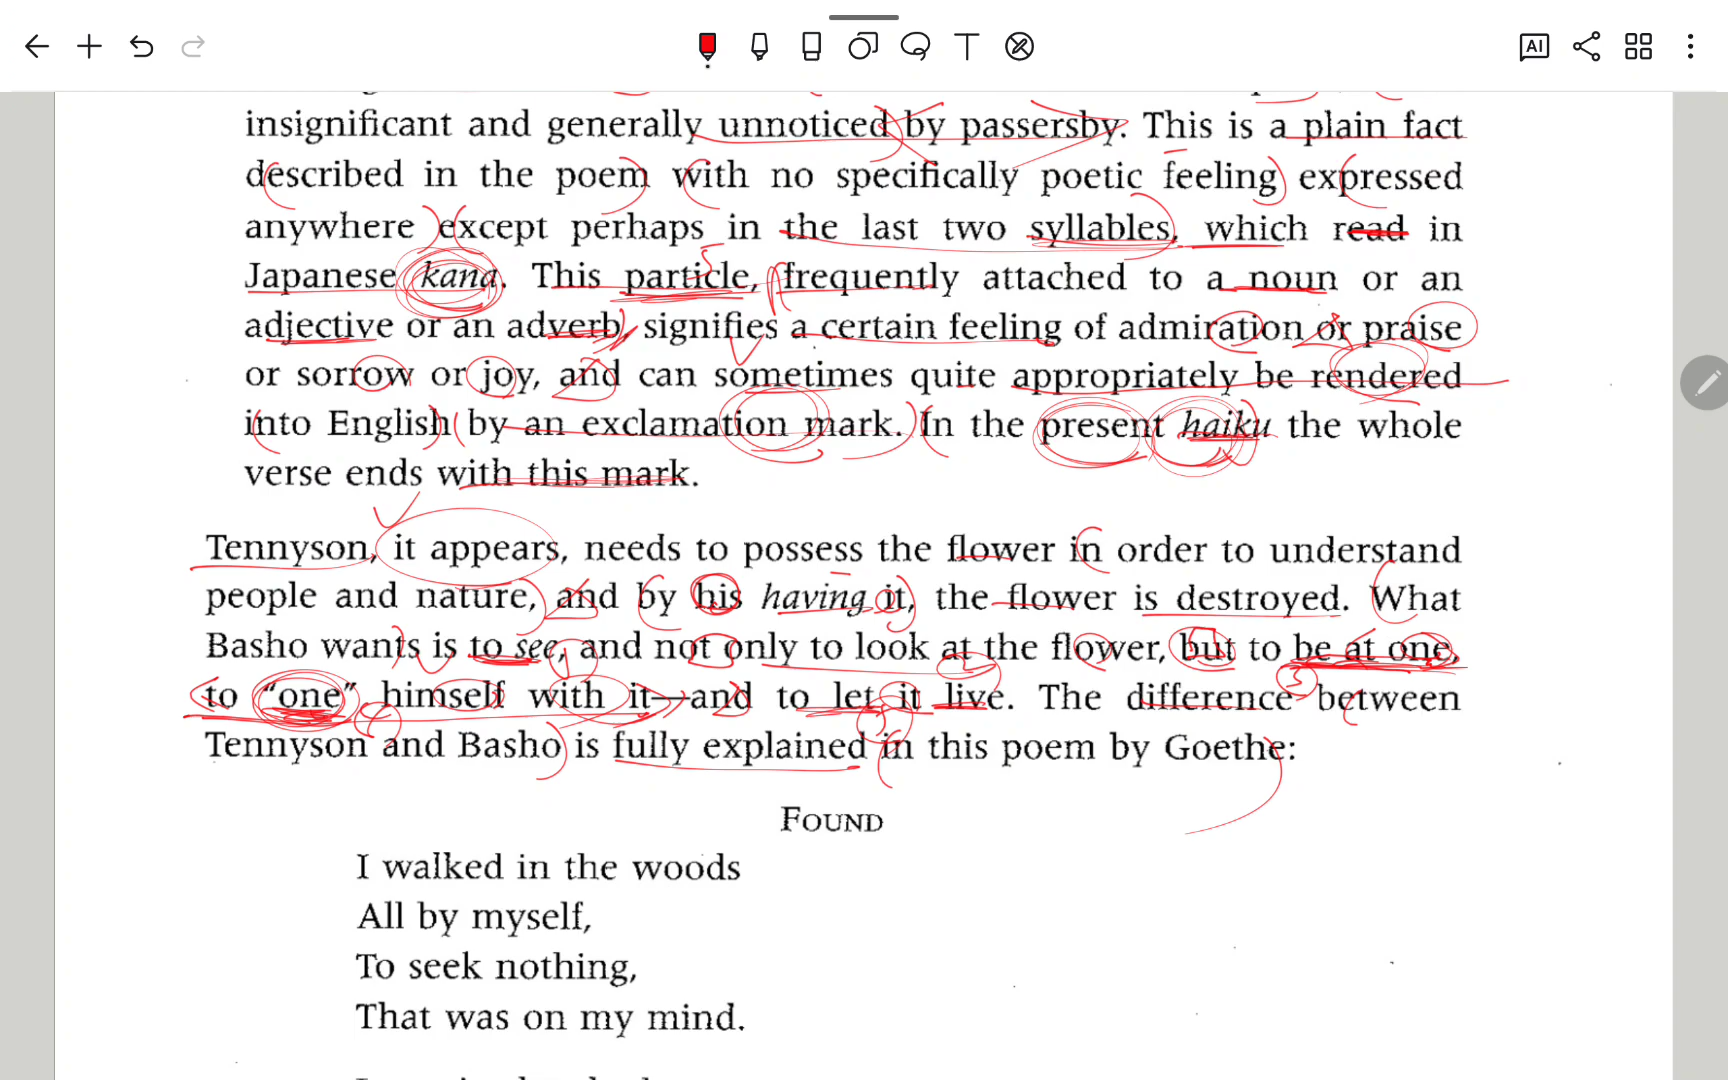 AI
insignificant and generally unnoticed by passersby. This is a plain fact
described in the poem with no specifically poetic feeling expressed
anywhere except perhaps in the last two syllables, which read in
Japanese kana. This particle, frequently attached to a noun or an
adjective or an adverb, signifies a certain feeling of admiration or praise
or sorrow or joy, and can sometimes quite appropriately be rendered
into English by an exclamation mark. In the present haiku the whole
verse ends with this mark.
Tennyson, it appears, needs to possess the flower in order to understand
people and nature, and by his having it, the flower is destroyed. What
Basho wants is to see, and not only to look at the flower, but to be at one,
to "one" himself with it—and to let it live. The difference between
Tennyson and Basho is fully explained in this poem by Goethe:
FOUND
I walked in the woods
All by myself,
To seek nothing,
That was on my mind.